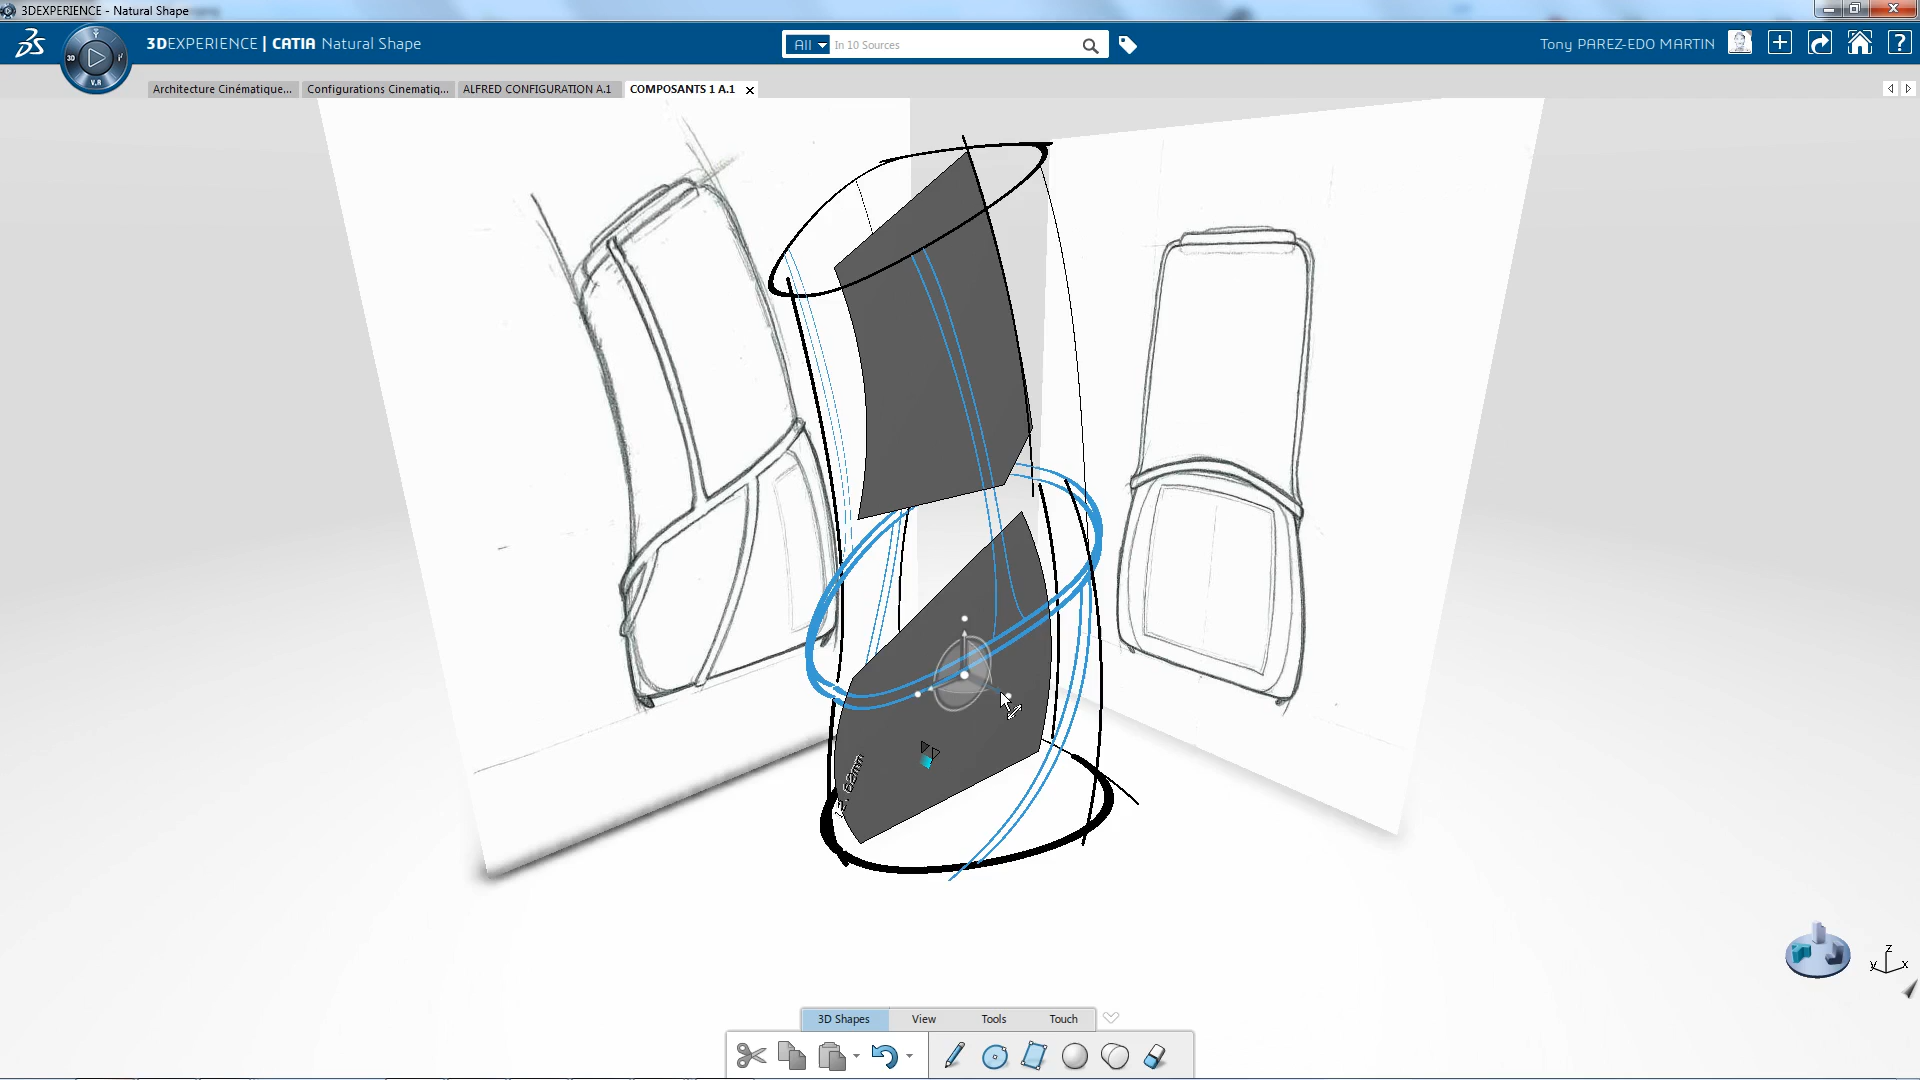 3DEXPERIENCE - Natural Shape
3DEXPERIENCE | CATIA Natural Shape
All
In 10 Sources
Tony PAREZ-EDO MARTIN
?
3D
V.R
Architecture Cinématique...
Configurations Cinematiq...
ALFRED CONFIGURATION A.1
COMPOSANTS 1 A.1
z
y
x
3D Shapes
View
Tools
Touch